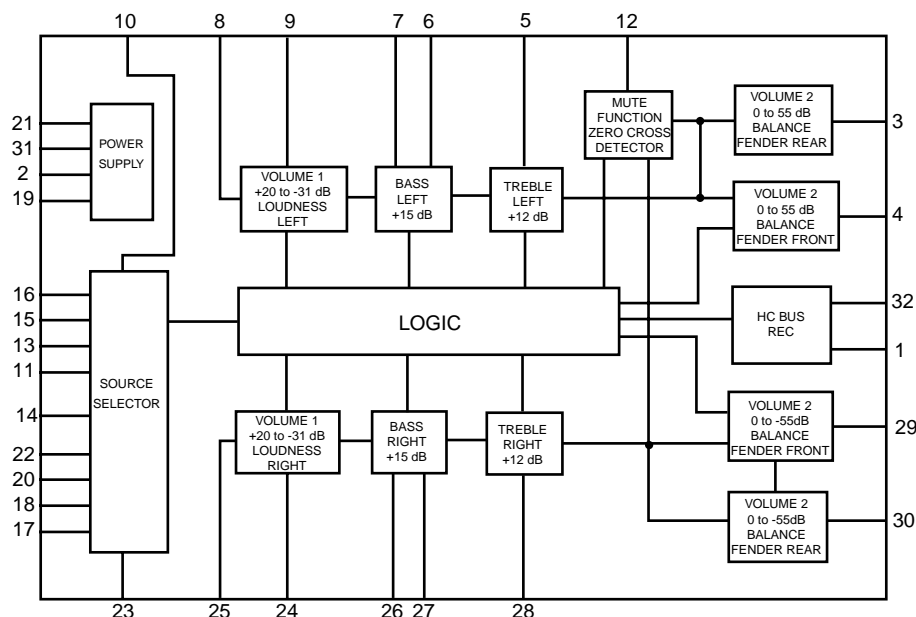 10
8
9
7
6
5
12
21
31
2
19
POWER
SUPPLY
VOLUME 1
+20 to -31 dB
LOUDNESS
LEFT
BASS
LEFT
+15 dB
TREBLE
LEFT
+12 dB
MUTE
FUNCTION
ZERO CROSS
DETECTOR
VOLUME 2
0 to 55 dB
BALANCE
FENDER REAR
3
VOLUME 2
0 to 55 dB
BALANCE
FENDER FRONT
4
16
15
13
11
14
22
20
18
17
SOURCE
SELECTOR
LOGIC
HC BUS
REC
32
1
VOLUME 1
+20 to -31 dB
LOUDNESS
RIGHT
BASS
RIGHT
+15 dB
TREBLE
RIGHT
+12 dB
VOLUME 2
0 to -55dB
BALANCE
FENDER FRONT
29
VOLUME 2
0 to -55dB
BALANCE
FENDER REAR
30
23
25
24
26
27
28